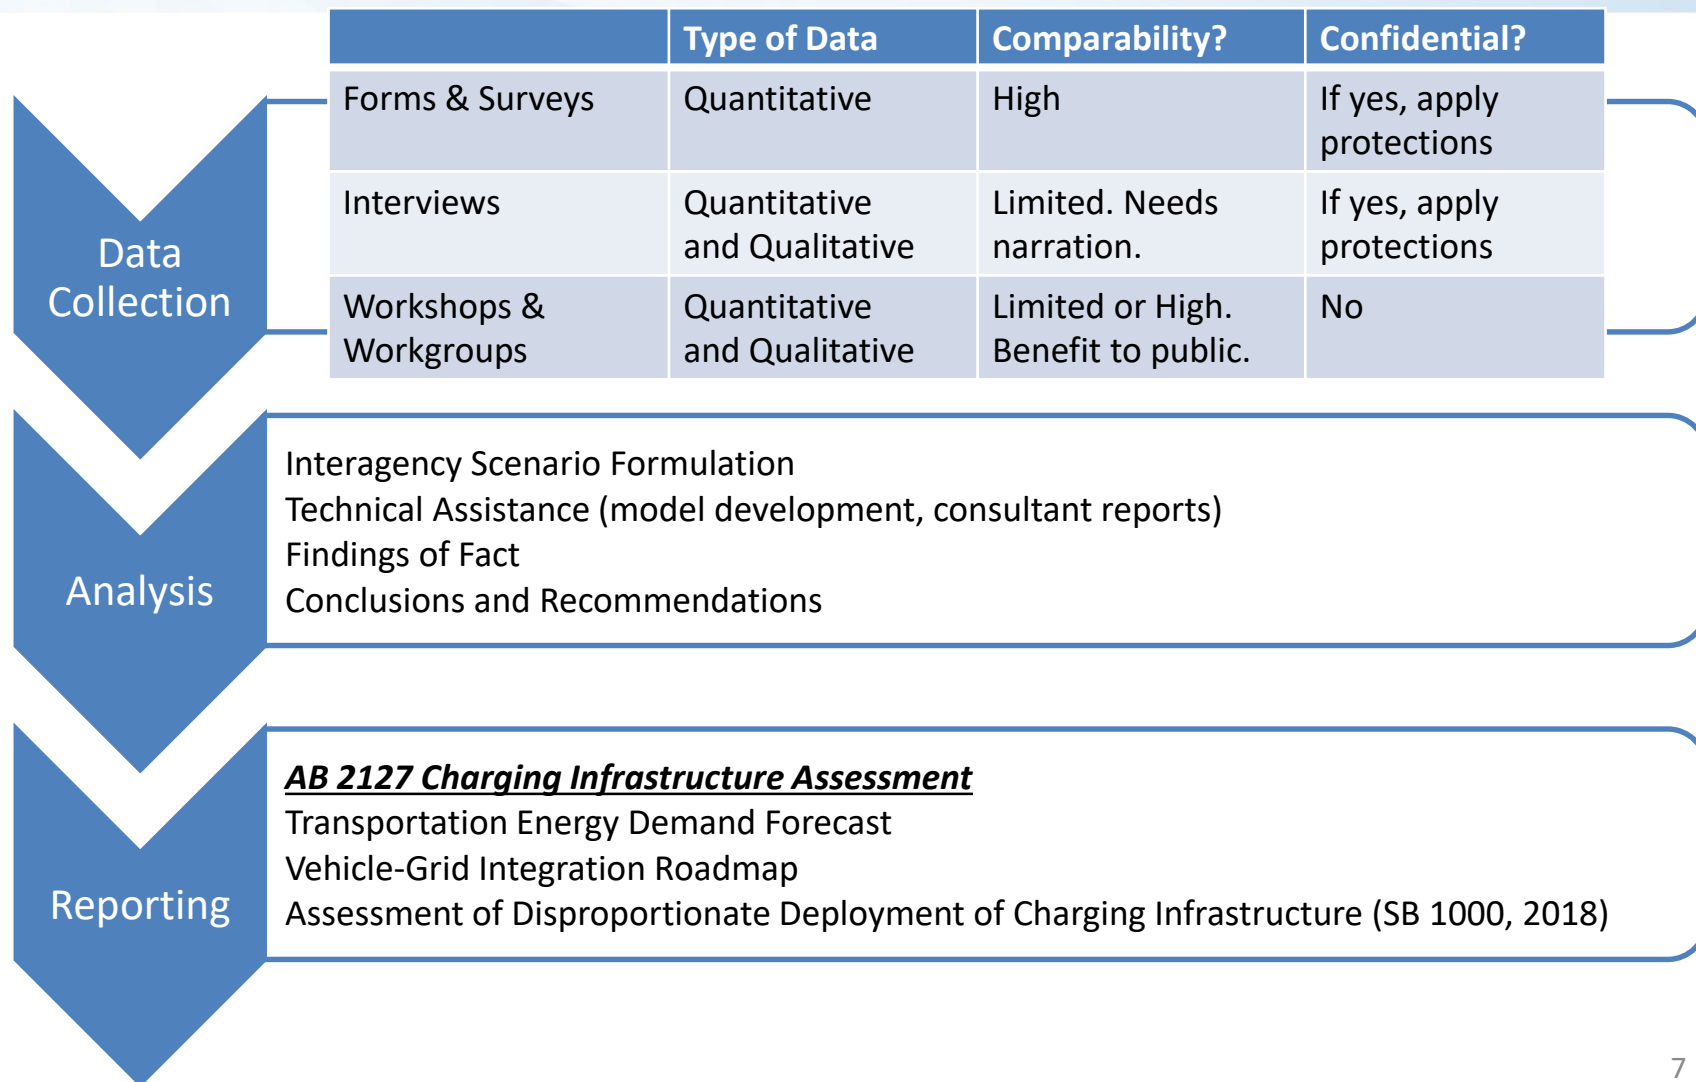 Type of Data Comparability? Confidential?
Forms & Surveys Quantitative High If yes, apply
protections
Interviews Quantitative Limited. Needs If yes, apply
and Qualitative narration. protections
Workshops & Quantitative Limited or High. No
Workgroups and Qualitative Benefit to public.
Data
Collection
Analysis
Interagency Scenario Formulation
Technical Assistance (model development, consultant reports)
Findings of Fact
Conclusions and Recommendations
Reporting
AB 2127 Charging Infrastructure Assessment
Transportation Energy Demand Forecast
Vehicle-Grid Integration Roadmap
Assessment of Disproportionate Deployment of Charging Infrastructure (SB 1000, 2018)
7